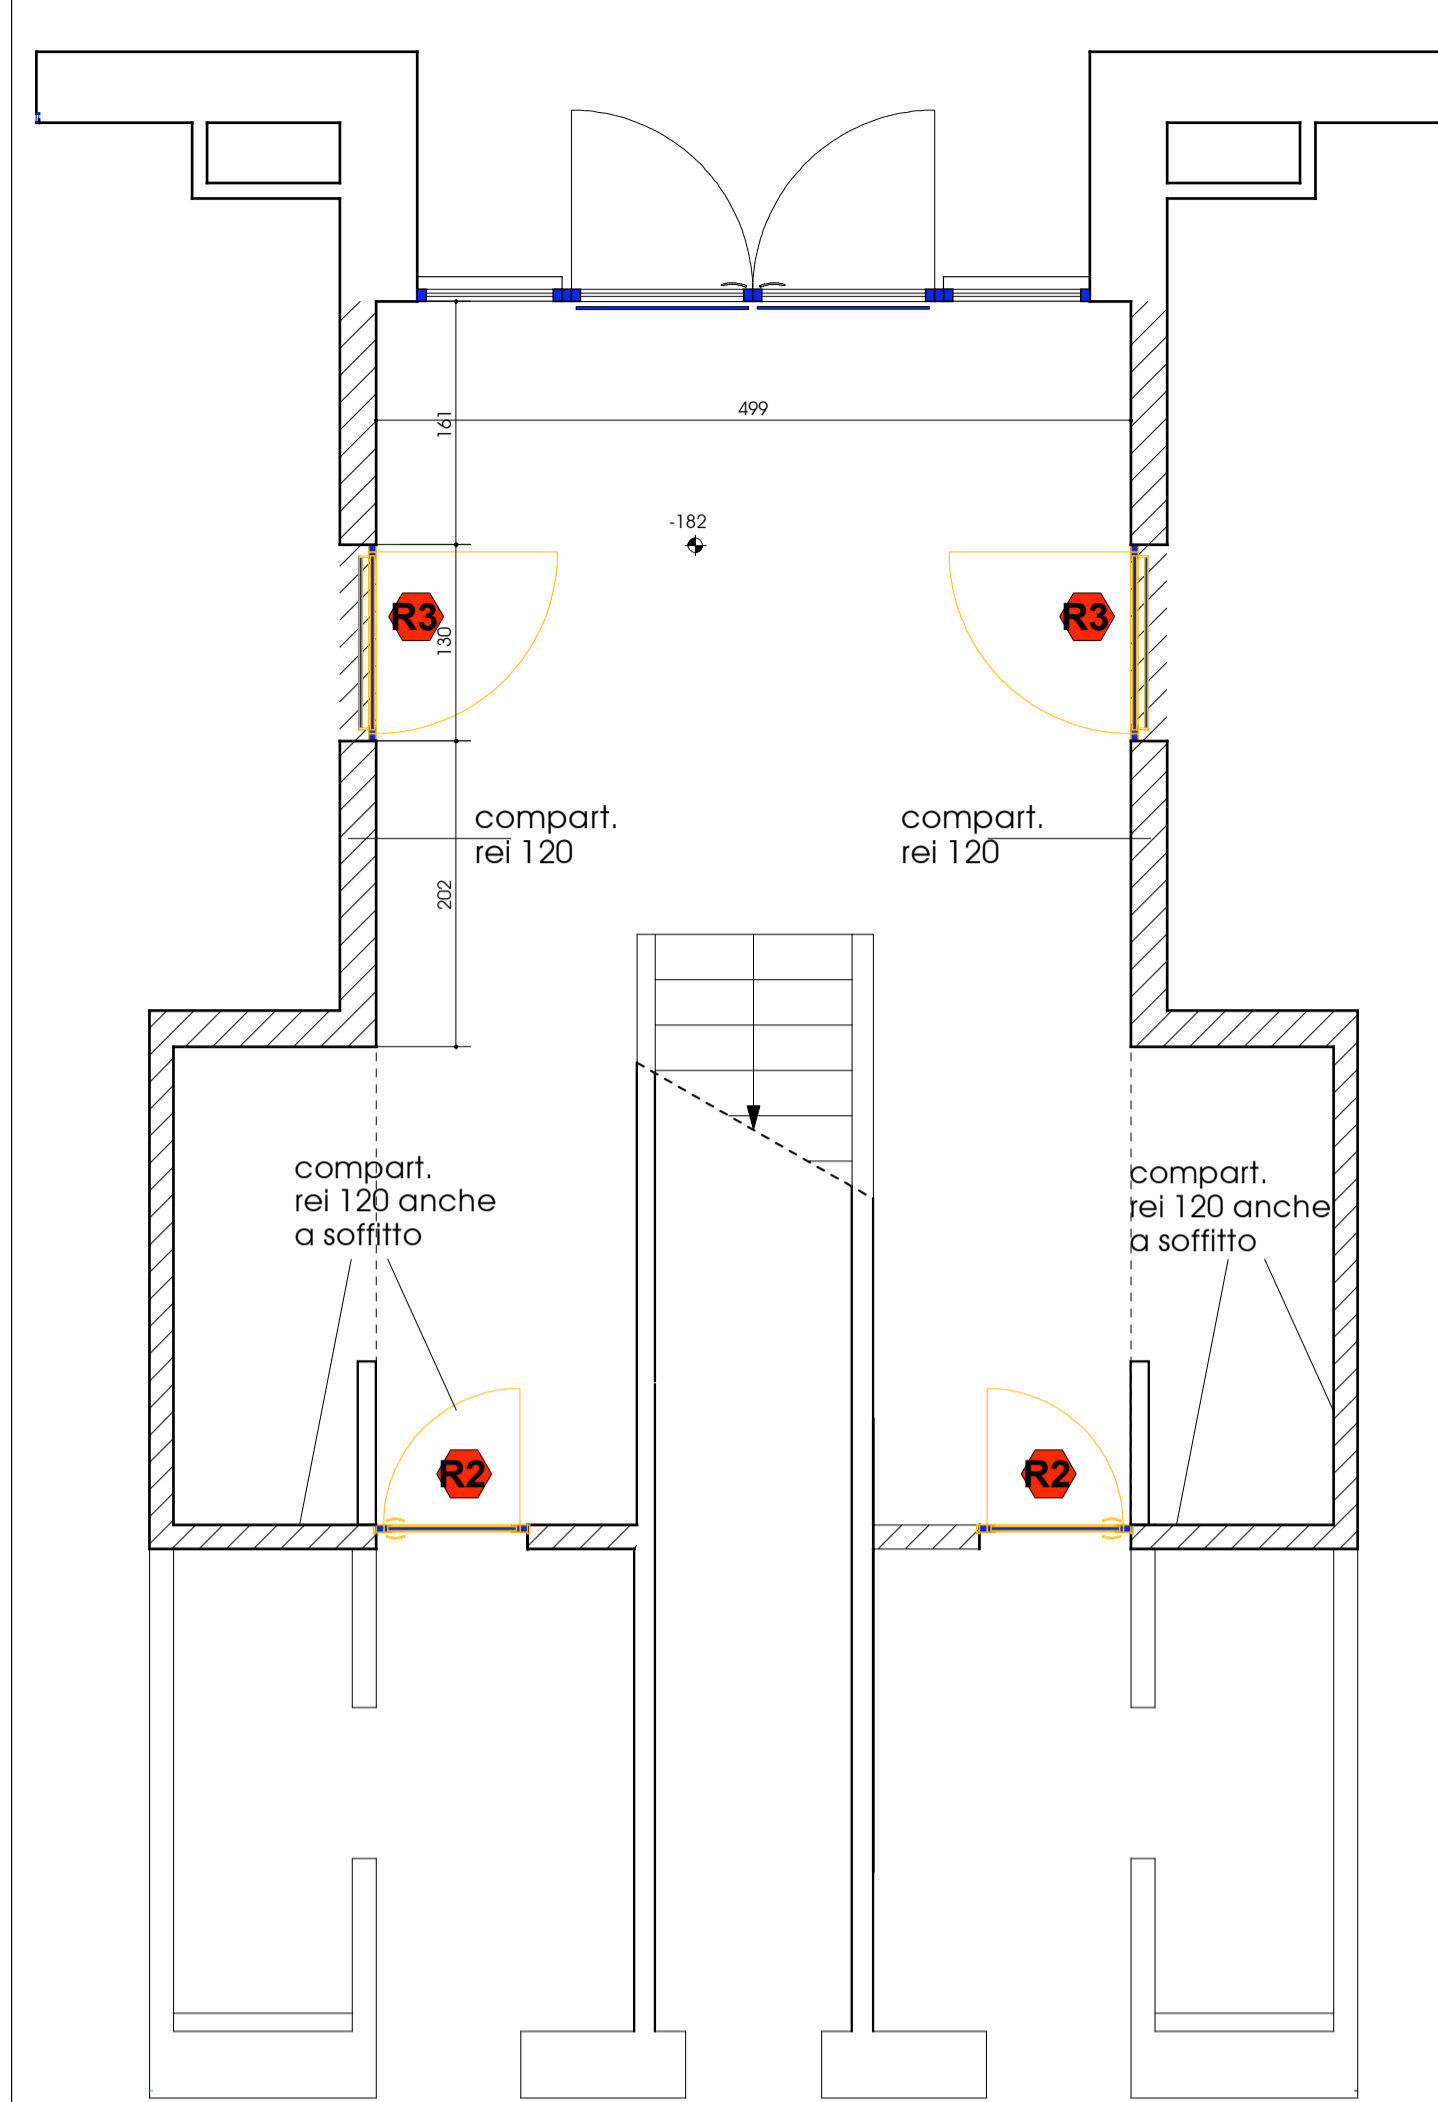 499
161
-182
R3
R3
130
compart.
rei 120
compart.
rei 120
202
compart.
rei 120 anche
a soffitto
compart.
rei 120 anche
a soffitto
R2
R2